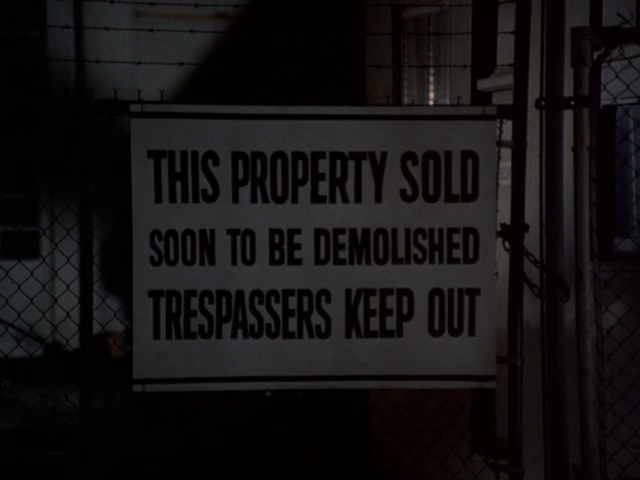 THIS PROPERTY SOLD
SOON TO BE DEMOLISHED
TRESPASSERS KEEP OUT